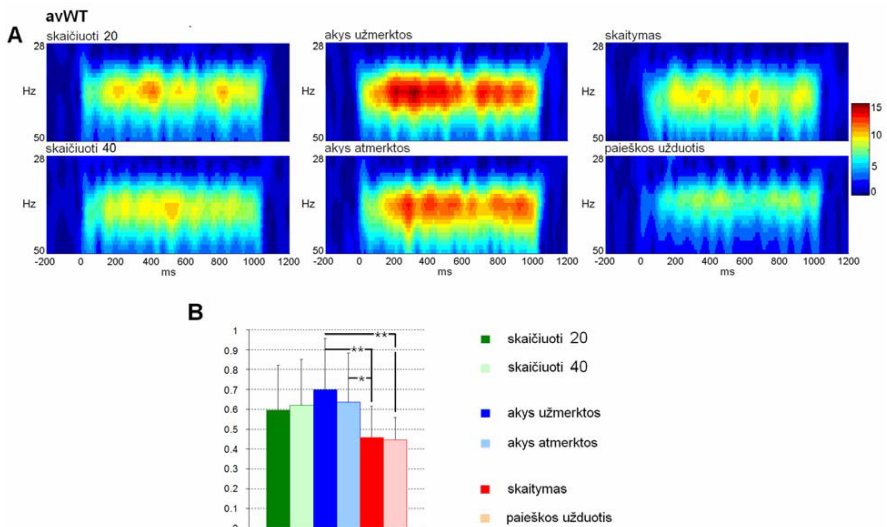 avWT
A
skaičiuoti 20
akys užmerktos
skaitymas
28
28
28
Hz
Hz
Hz
50
50
50
15
10
5
0
skaičiuoti 40
akys atmerktos
paieškos užduotis
28
28
28
Hz
Hz
Hz
50
50
50
-200 0 200 400 600 800 1000 1200
-200 0 200 400 600 800 1000 1200
-200 0 200 400 600 800 1000 1200
ms
ms
ms
B
1
0.9
0.8
0.7
0.6
0.5
0.4
0.3
0.2
0.1
**
**
*
skaičiuoti 20
skaičiuoti 40
akys užmerktos
akys atmerktos
skaitymas
paieškos užduotis